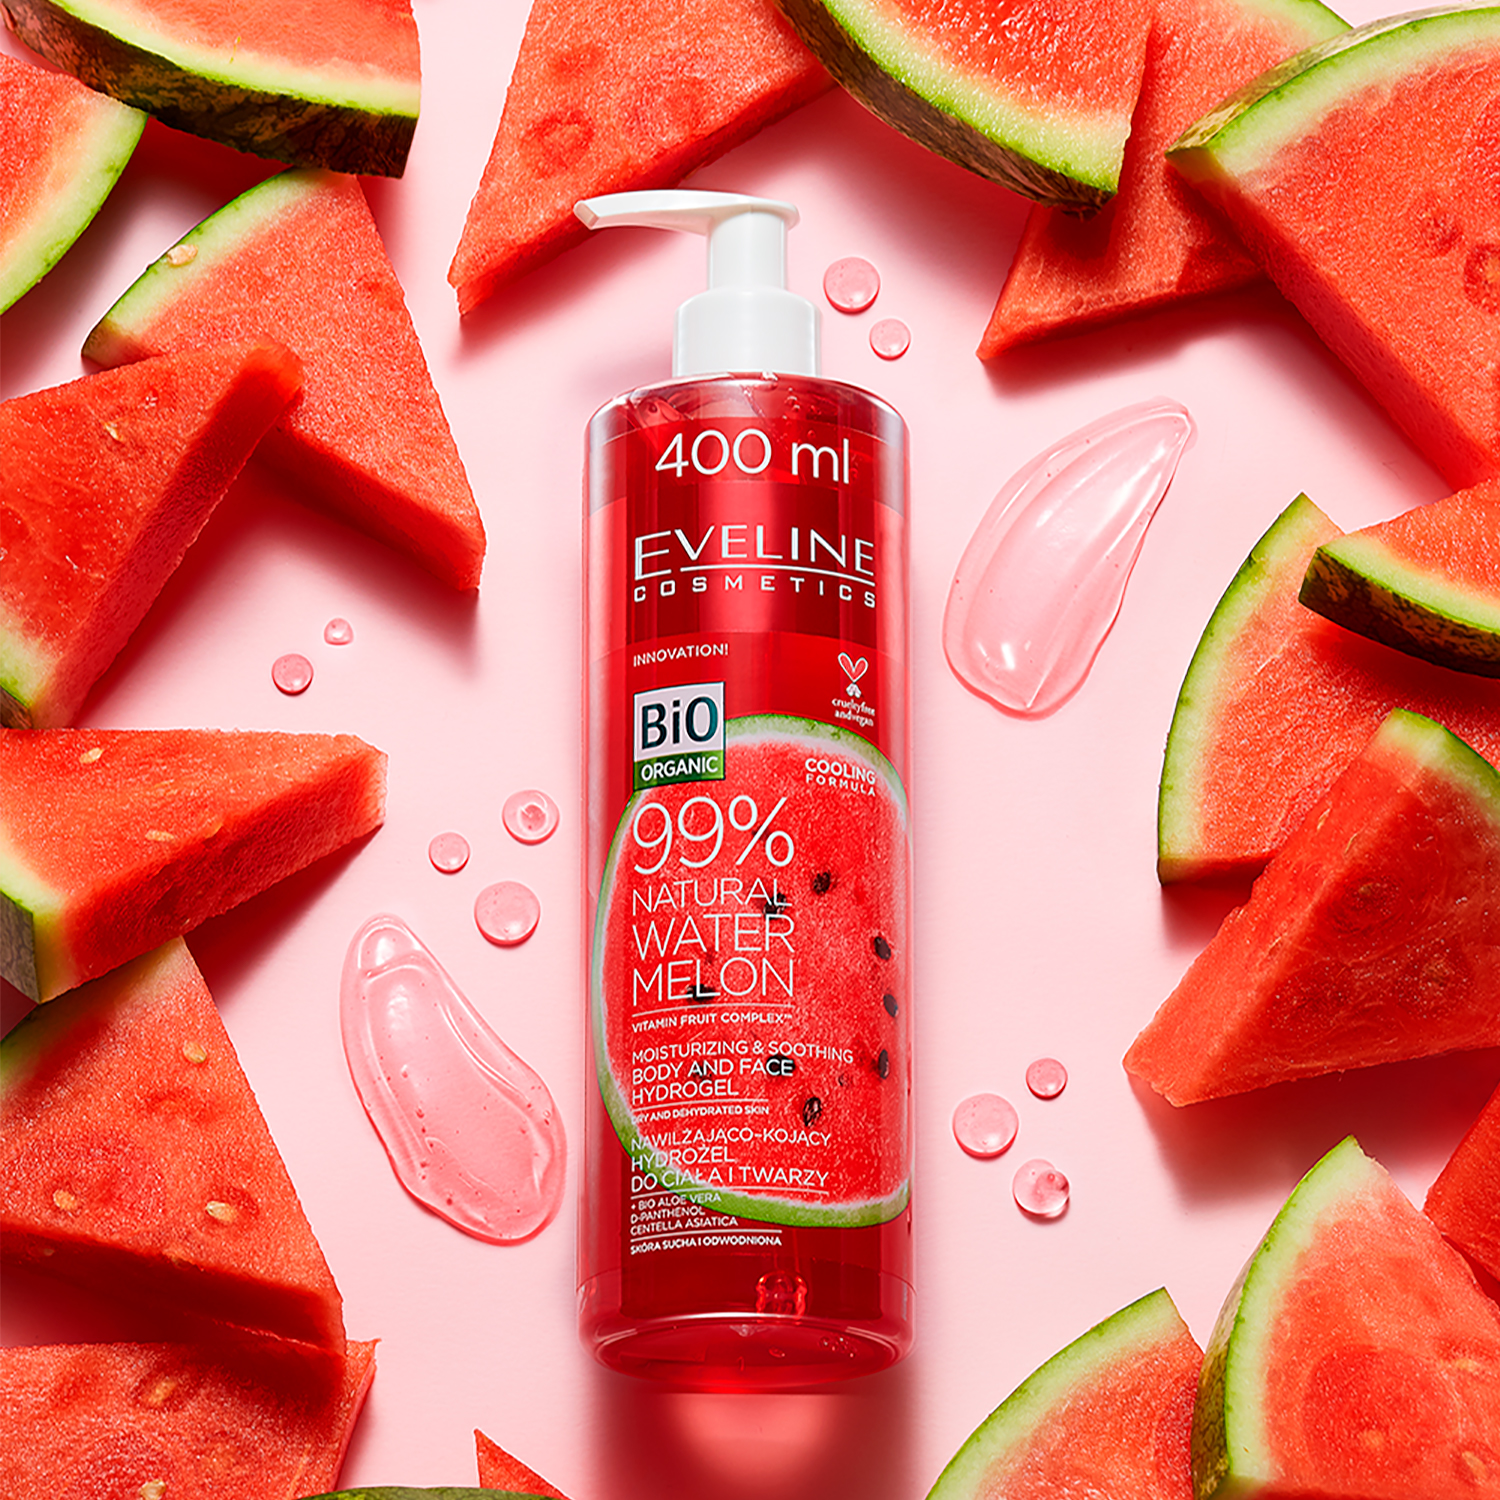 400 ml
EVELINE
COSMETICS
INNOVATION!
cruelty free
and vegan
BiO
ORGANIC
COOLING
FORMULA
99%
NATURAL
WATER
MELON
VITAMIN FRUIT COMPLEX™
MOISTURIZING & SOOTHING
BODY AND FACE
HYDROGEL
DRY AND DEHYDRATED SKIN
NAWILŻAJĄCO-KOJĄCY
HYDROŻEL
DO CIAŁA I TWARZY
+ BIO ALOE VERA
D-PANTHENOL
CENTELLA ASIATICA
SKÓRA SUCHA I ODWODNIONA